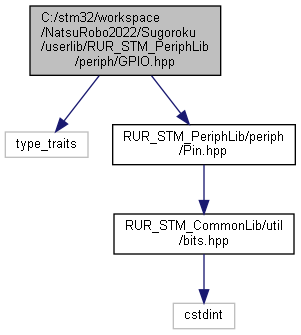 C:/stm32/workspace
/NatsuRobo2022/Sugoroku
/userlib/RUR_STM_PeriphLib
/periph/GPIO.hpp
type_traits
RUR_STM_PeriphLib/periph
/Pin.hpp
RUR_STM_CommonLib/util
/bits.hpp
cstdint